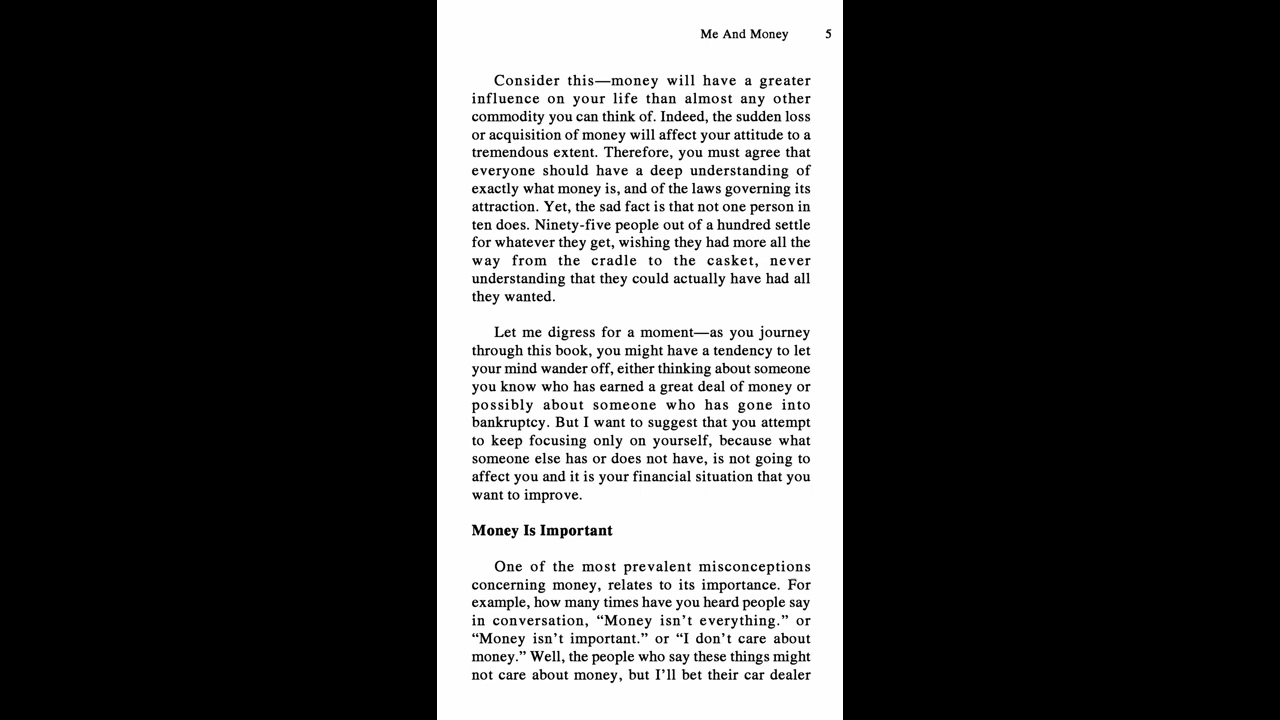 Me And Money 5
Consider this—money will have a greater
influence on your life than almost any other
commodity you can think of. Indeed, the sudden loss
or acquisition of money will affect your attitude to a
tremendous extent. Therefore, you must agree that
everyone should have a deep understanding of
exactly what money is, and of the laws governing its
attraction. Yet, the sad fact is that not one person in
ten does. Ninety-five people out of a hundred settle
for whatever they get, wishing they had more all the
way from the cradle to the casket, never
understanding that they could actually have had all
they wanted.
Let me digress for a moment—as you journey
through this book, you might have a tendency to let
your mind wander off, either thinking about someone
you know who has earned a great deal of money or
possibly about someone who has gone into
bankruptcy. But I want to suggest that you attempt
to keep focusing only on yourself, because what
someone else has or does not have, is not going to
affect you and it is your financial situation that you
want to improve.
Money Is Important
One of the most prevalent misconceptions
concerning money, relates to its importance. For
example, how many times have you heard people say
in conversation, “Money isn’t everything.” or
“Money isn’t important.” or “I don’t care about
money.” Well, the people who say these things might
not care about money, but I’ll bet their car dealer